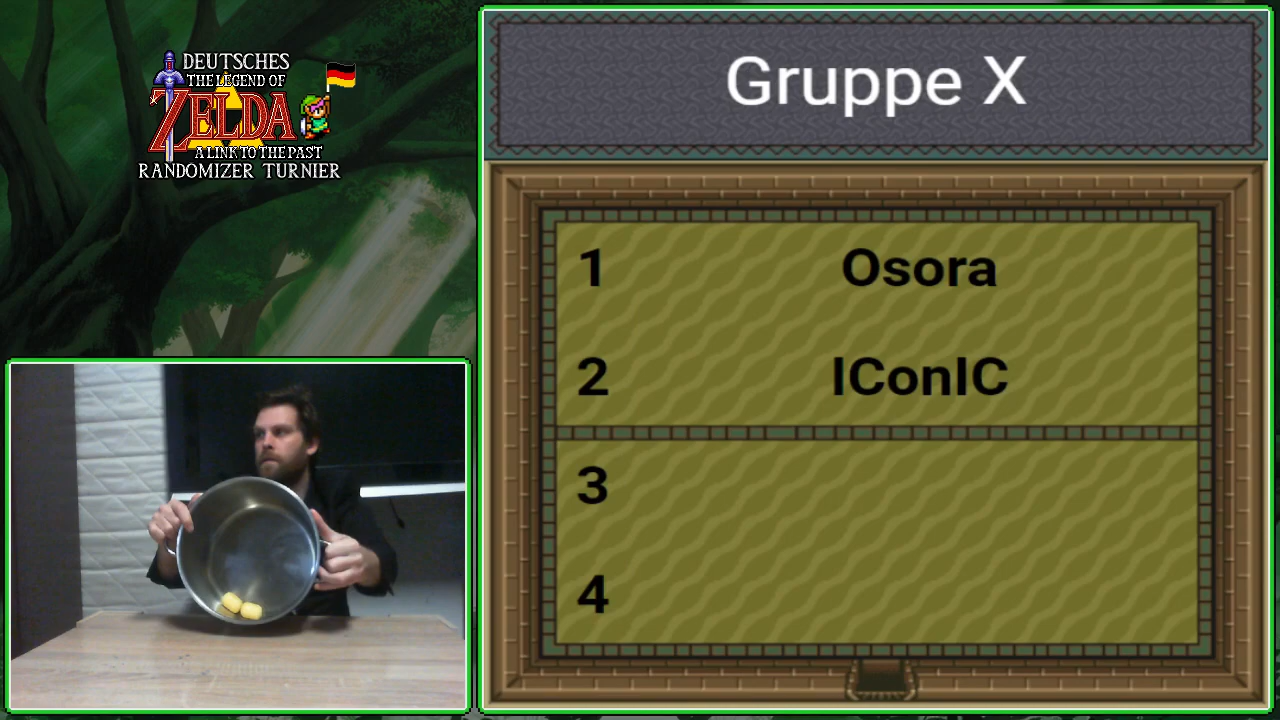 DEUTSCHES
THE LEGEND OF
ZELDA
A LINK TO THE PAST
RANDOMIZER TURNIER
Gruppe X
1 Osora
2 IConIC
3
4